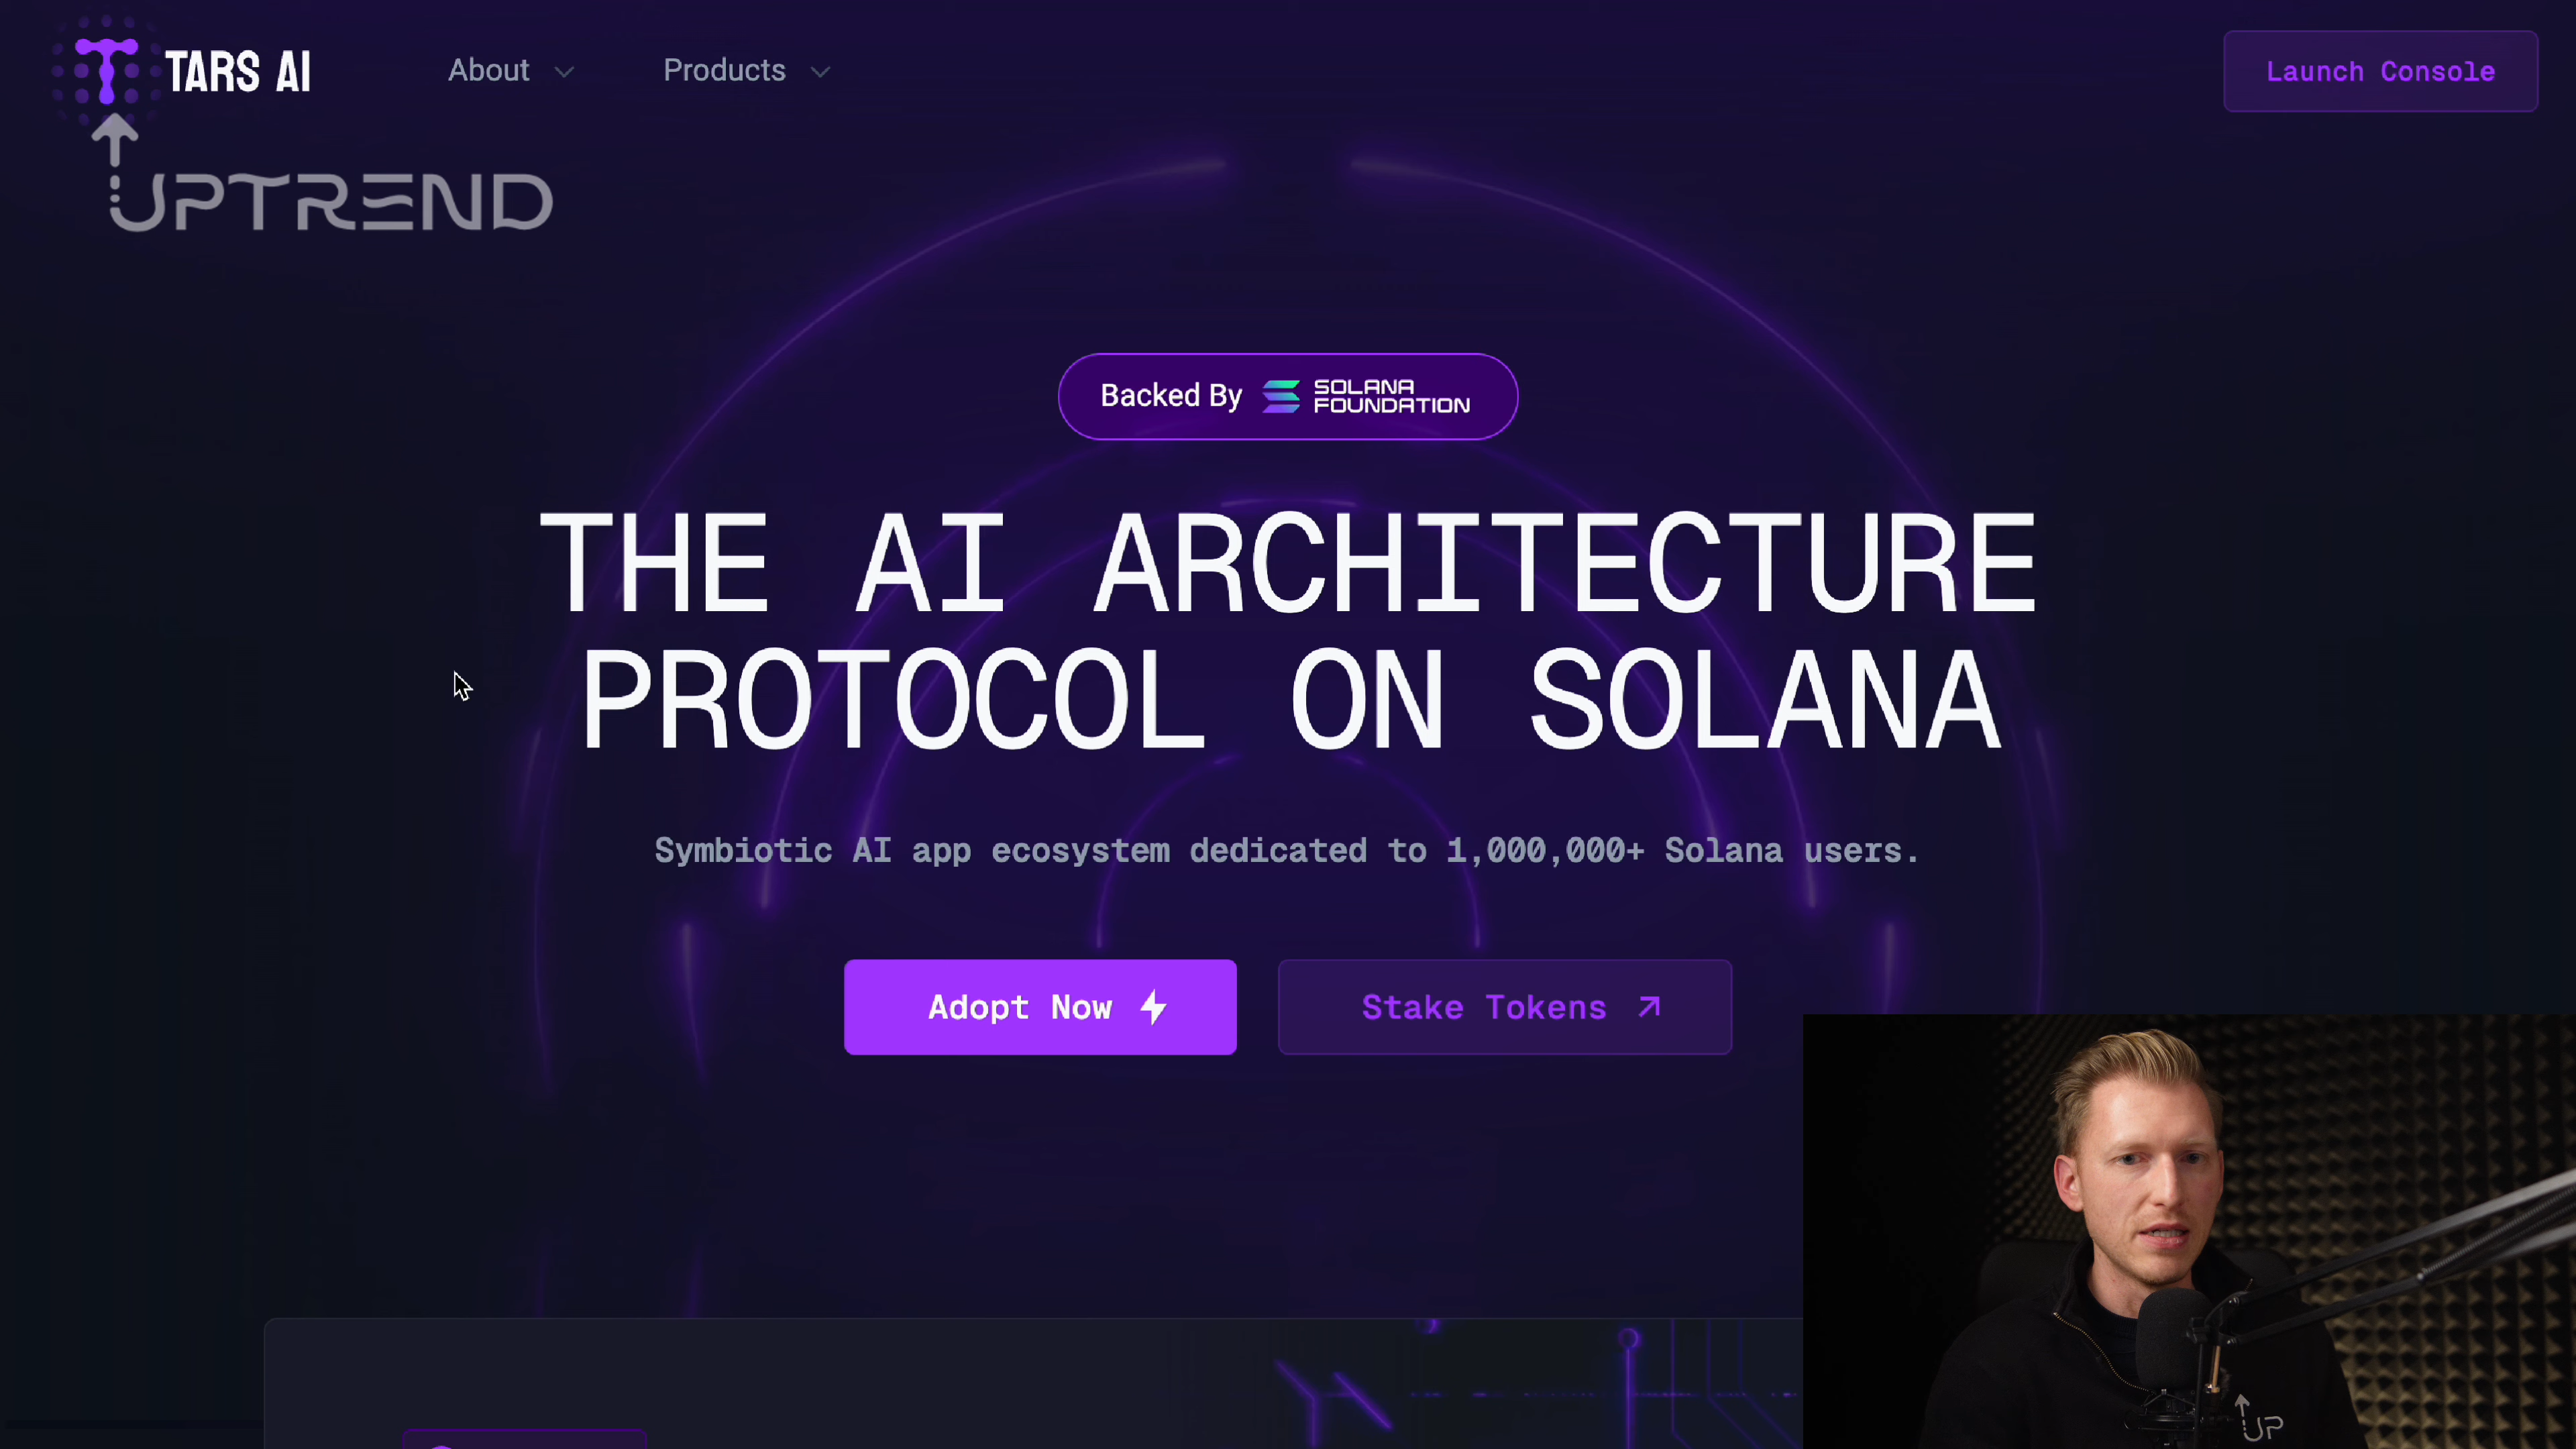 TARS AI
About
Products
Launch Console
UPTREND
Backed By
SOLANA
FOUNDATION
THE AI ARCHITECTURE
PROTOCOL ON SOLANA
Symbiotic AI app ecosystem dedicated to 1,000,000+ Solana users.
Adopt Now
Stake Tokens
UP